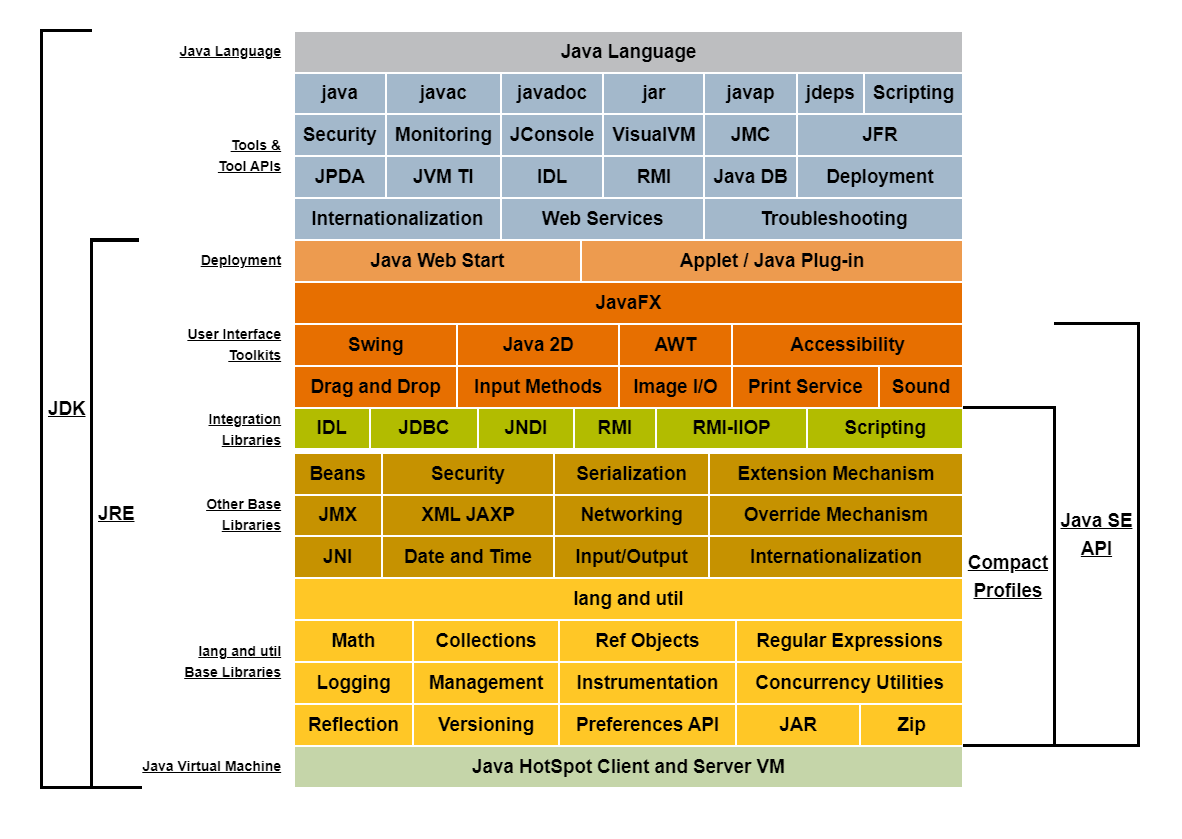 Java Language Java Language
java javac javadoc jar javap jdeps Scripting
Security Monitoring JConsole VisualVM JMC JFR
Tools &
Tool APIs
JPDA JVM TI IDL RMI Java DB Deployment
Internationalization Web Services Troubleshooting
Deployment Java Web Start Applet / Java Plug-in
JavaFX
User Interface
Toolkits
Swing Java 2D AWT Accessibility
Drag and Drop Input Methods Image I/O Print Service Sound
JDK
Integration
Libraries
IDL JDBC JNDI RMI RMI-IIOP Scripting
Beans Security Serialization Extension Mechanism
JRE
Other Base
Libraries
JMX XML JAXP Networking Override Mechanism
Java SE
API
JNI Date and Time Input/Output Internationalization
Compact
Profiles
lang and util
Math Collections Ref Objects Regular Expressions
lang and util
Base Libraries
Logging Management Instrumentation Concurrency Utilities
Reflection Versioning Preferences API JAR Zip
Java Virtual Machine Java HotSpot Client and Server VM